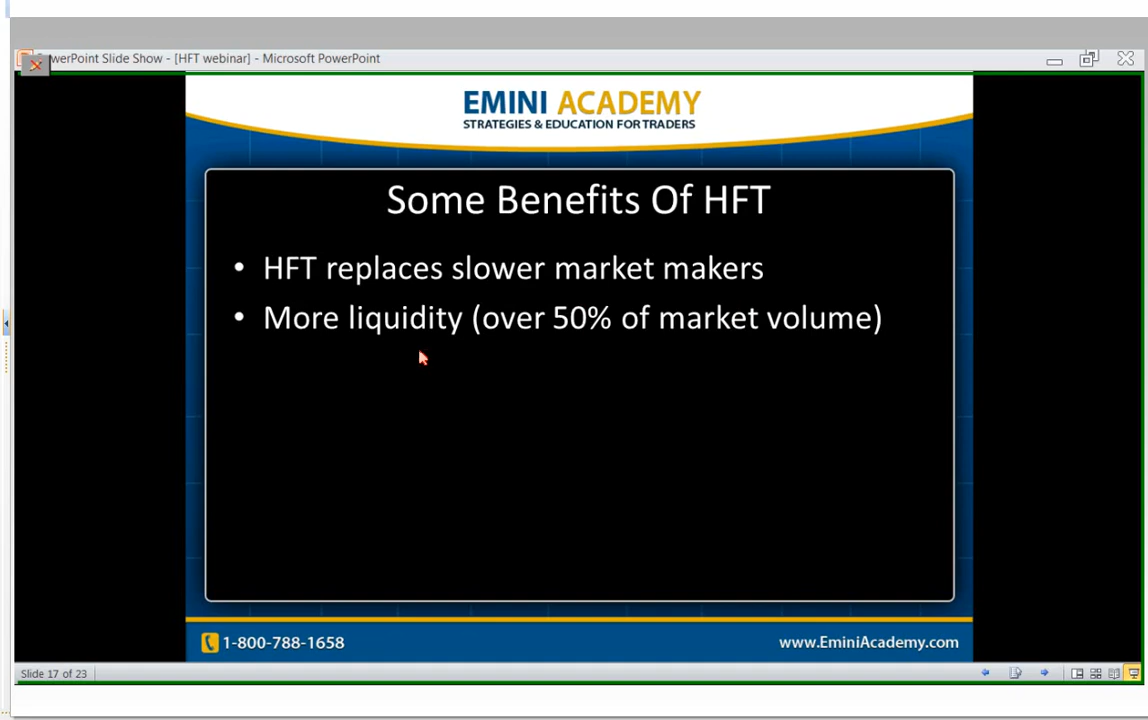 werPoint Slide Show - [HFT webinar] - Microsoft PowerPoint
EMINI ACADEMY
STRATEGIES & EDUCATION FOR TRADERS
Some Benefits Of HFT
• HFT replaces slower market makers
• More liquidity (over 50% of market volume)
1-800-788-1658
www.EminiAcademy.com
Slide 17 of 23